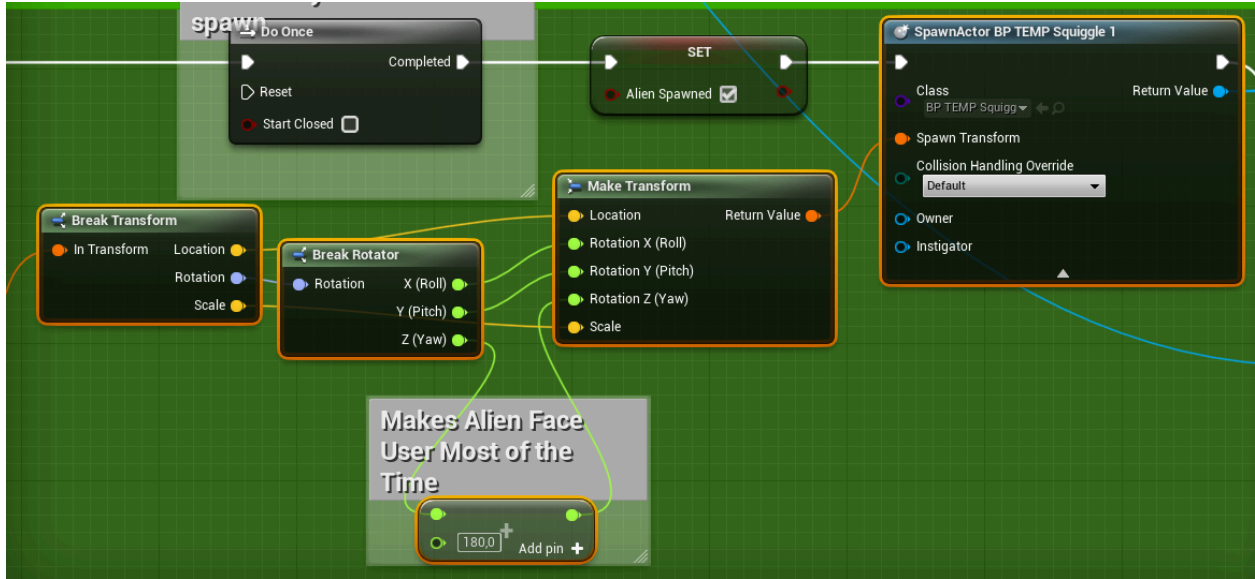 spawn
Do Once
Completed
Reset
Start Closed
SET
Alien Spawned
SpawnActor BP TEMP Squiggle 1
Class
BP TEMP Squigg
Return Value
Spawn Transform
Collision Handling Override
Default
Owner
Instigator
Break Transform
In Transform
Location
Rotation
Scale
Break Rotator
Rotation
X (Roll)
Y (Pitch)
Z (Yaw)
Make Transform
Location
Return Value
Rotation X (Roll)
Rotation Y (Pitch)
Rotation Z (Yaw)
Scale
Makes Alien Face
User Most of the
Time
180,0
Add pin +